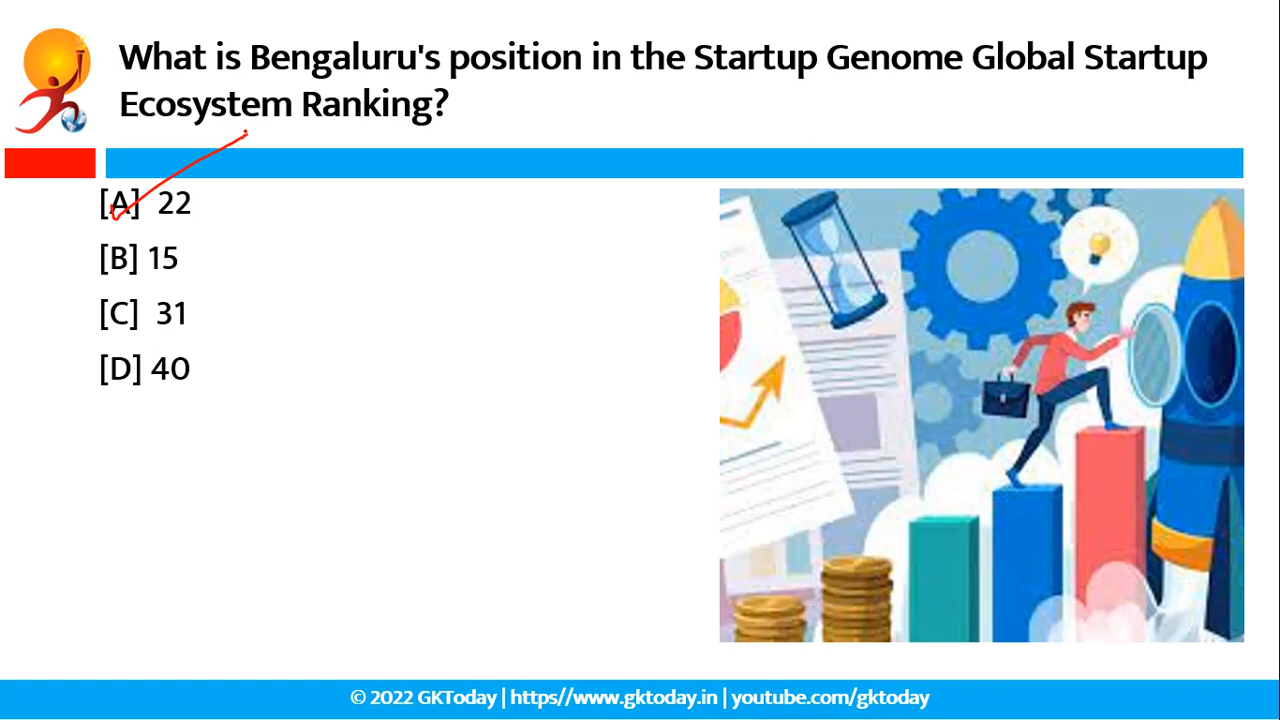 What is Bengaluru's position in the Startup Genome Global Startup
Ecosystem Ranking?
[A] 22
[B] 15
[C] 31
[D] 40
© 2022 GKToday | https//www.gktoday.in | youtube.com/gktoday